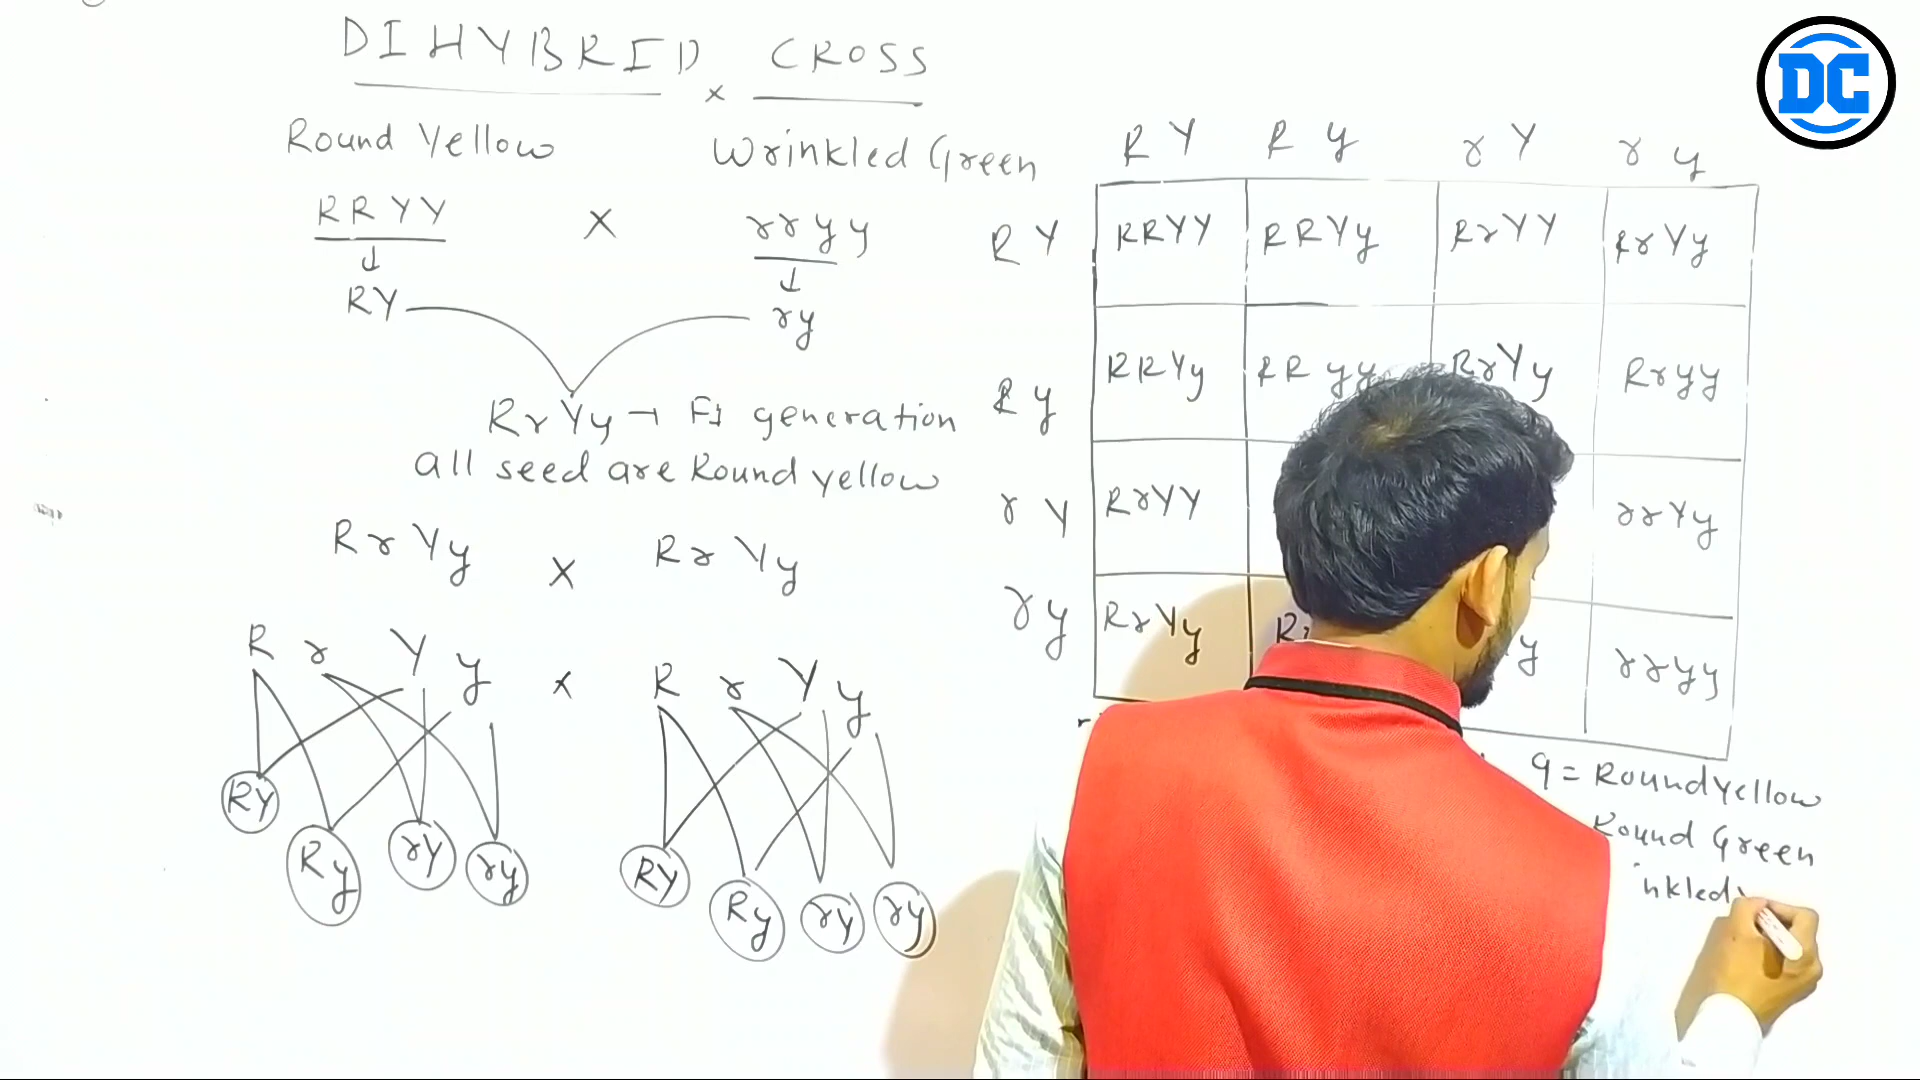 DIHYBRID CROSS
×
Round Yellow Wrinkled Green
RRYY × rryy
RY ry
RrYy → F1 generation
all seed are Round yellow
RrYy × RrYy
R r Y y × R r Y y
RY Ry rY ry RY Ry rY ry
RY Ry rY ry
RY RRYY RRYy RrYY RrYy
Ry RRYy RRyy RrYy Rryy
rY RrYY rrYy
ry RrYy rryy
9 = Round Yellow
Round Green
DC